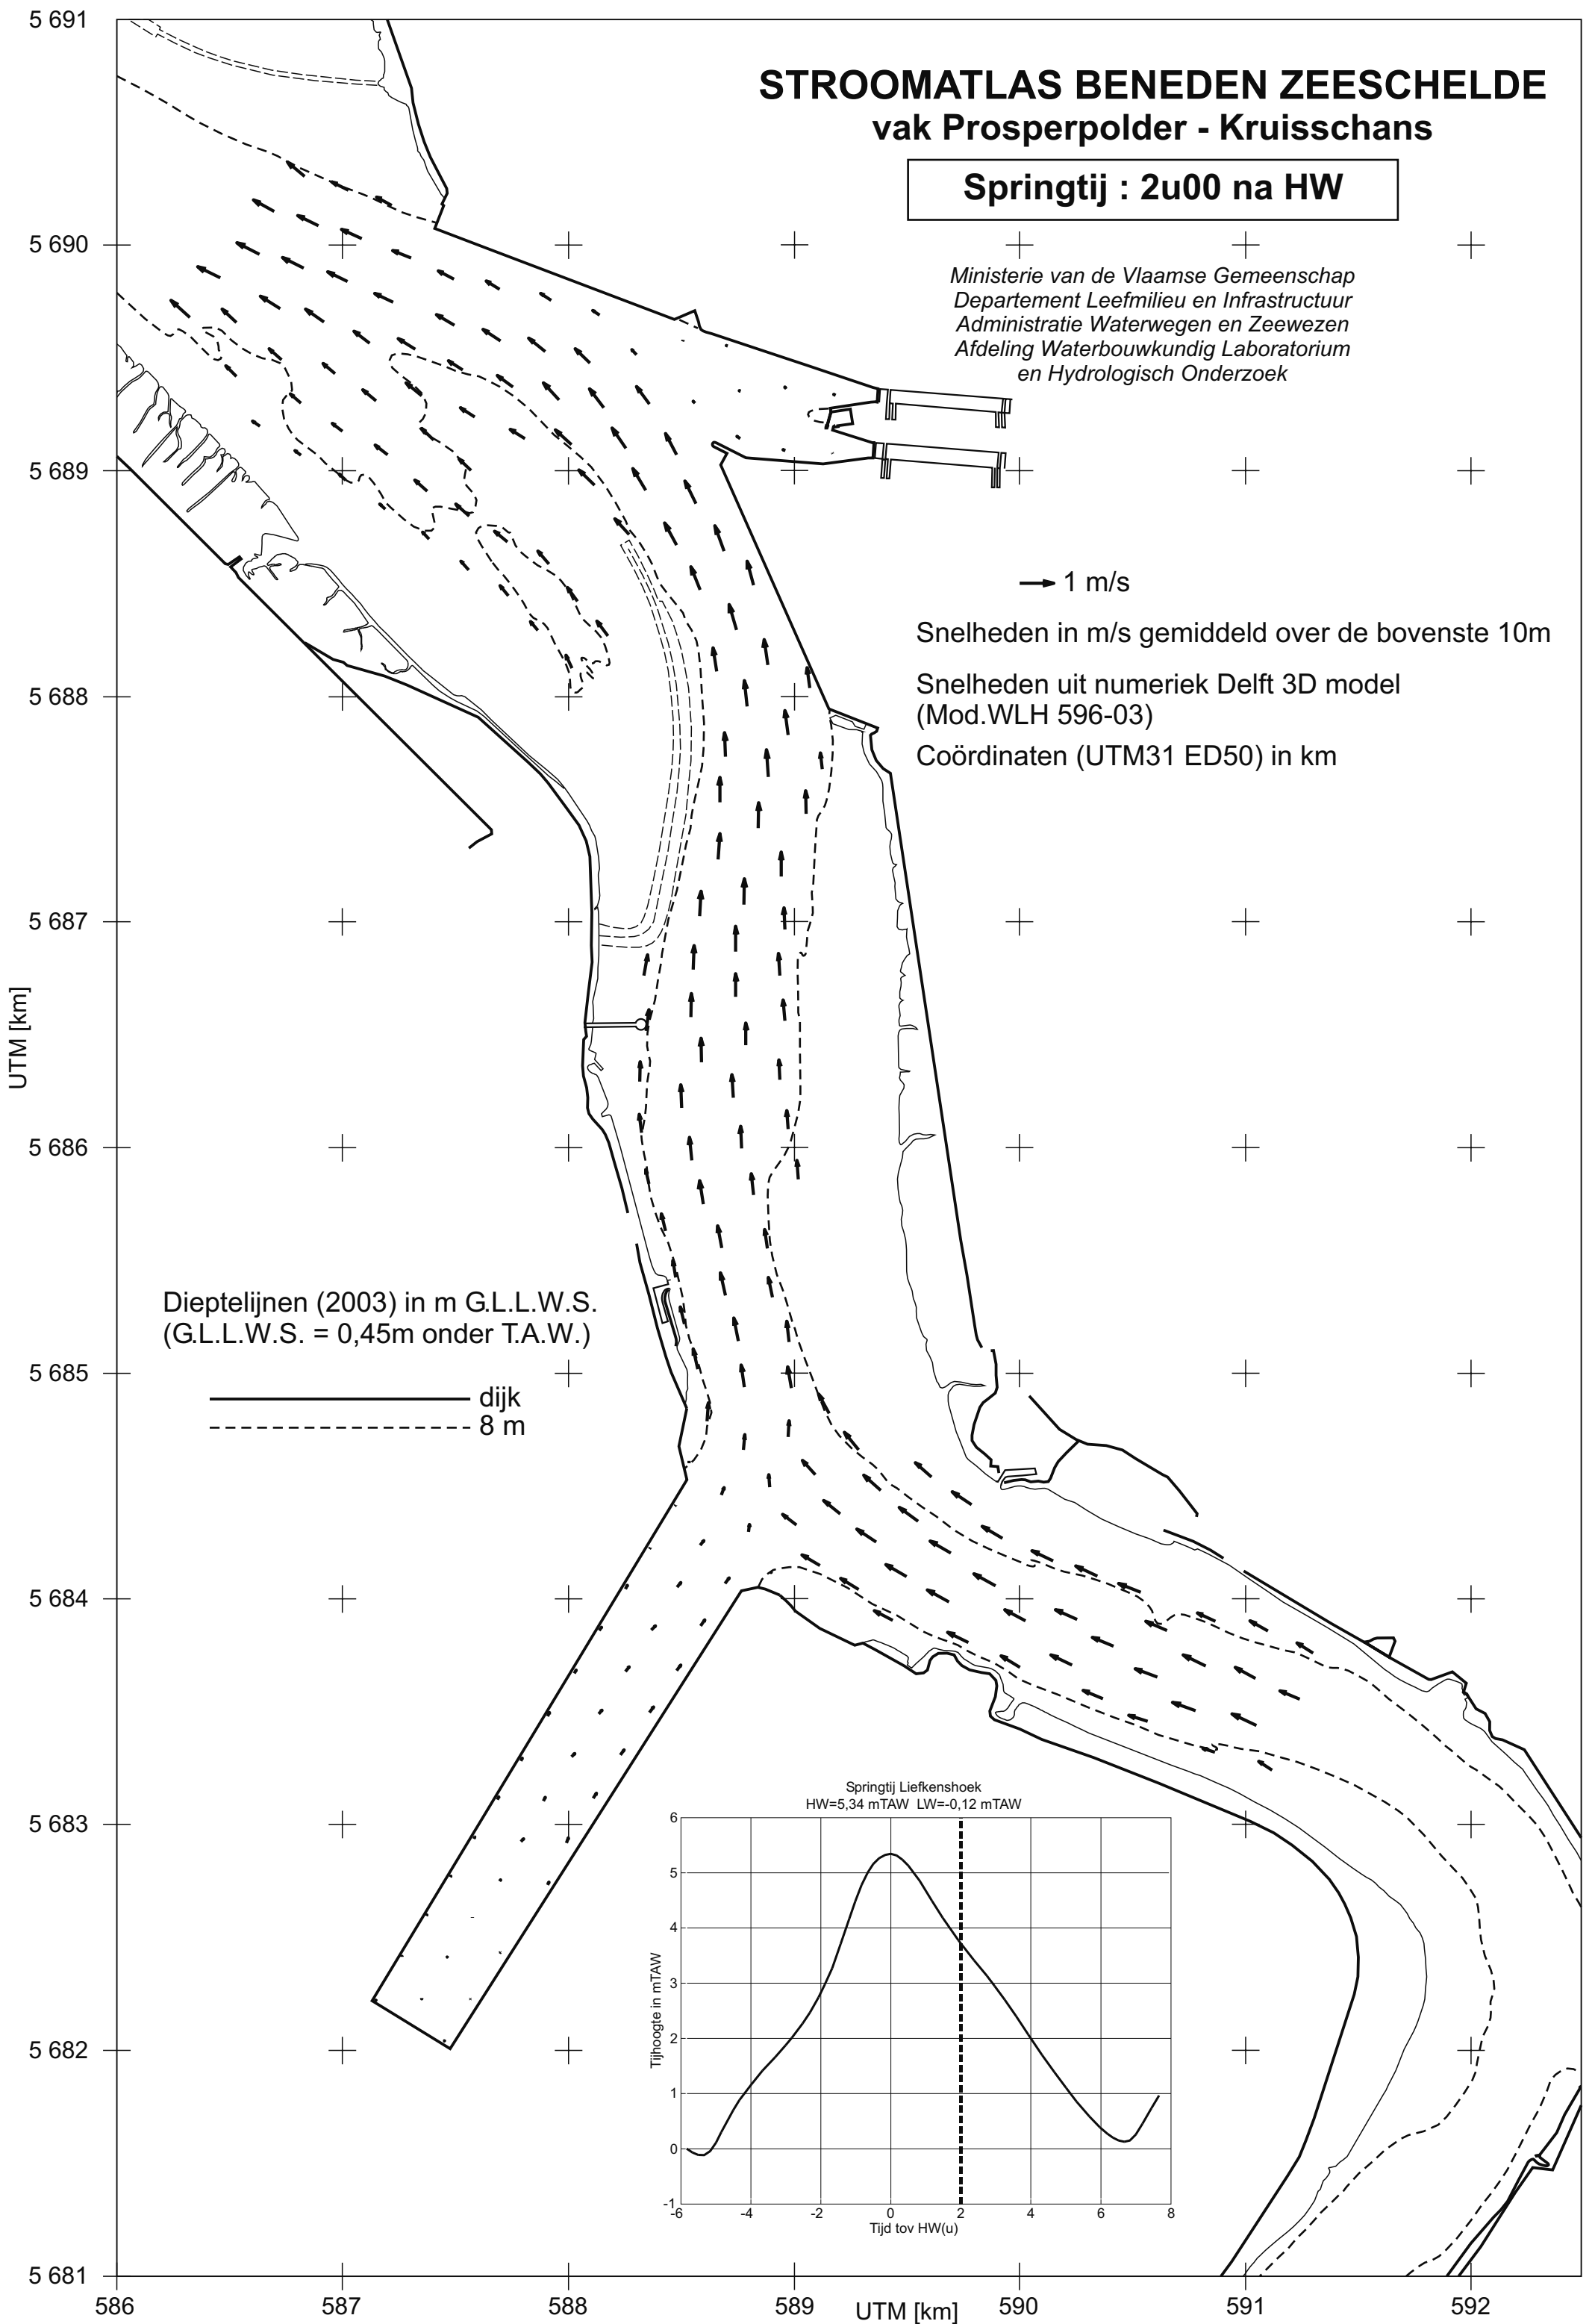 STROOMATLAS BENEDEN ZEESCHELDE
vak Prosperpolder - Kruisschans
Springtij : 2u00 na HW
Ministerie van de Vlaamse Gemeenschap
Departement Leefmilieu en Infrastructuur
Administratie Waterwegen en Zeewezen
Afdeling Waterbouwkundig Laboratorium
en Hydrologisch Onderzoek
1 m/s
Snelheden in m/s gemiddeld over de bovenste 10m
Snelheden uit numeriek Delft 3D model
(Mod.WLH 596-03)
Coördinaten (UTM31 ED50) in km
Dieptelijnen (2003) in m G.L.L.W.S.
(G.L.L.W.S. = 0,45m onder T.A.W.)
dijk
8 m
5 691
5 690
5 689
5 688
5 687
5 686
5 685
5 684
5 683
5 682
5 681
UTM [km]
586 587 588 589 590 591 592
UTM [km]
Springtij Liefkenshoek
HW=5,34 mTAW LW=-0,12 mTAW
6
5
4
3
2
1
0
-1
Tijhoogte in mTAW
-6 -4 -2 0 2 4 6 8
Tijd tov HW(u)